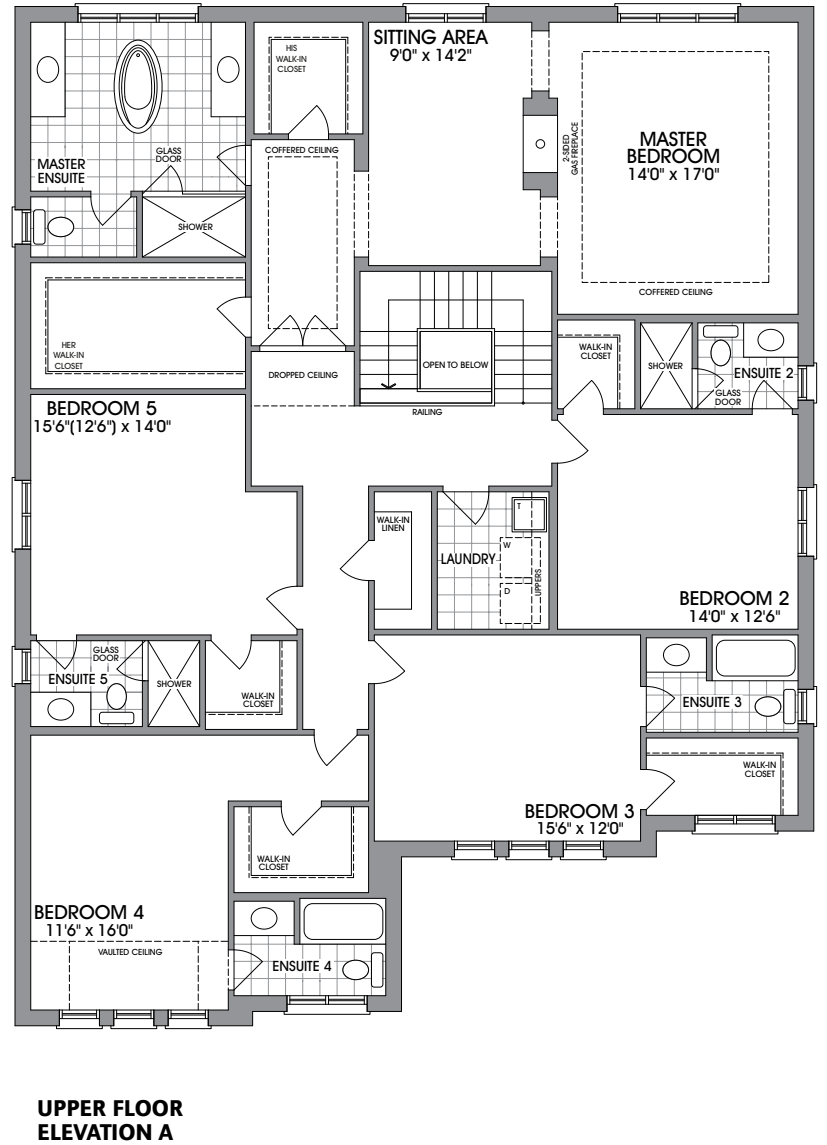 HIS
WALK-IN
CLOSET
SITTING AREA
9'0" x 14'2"
MASTER
BEDROOM
14'0" x 17'0"
2-SIDED
GAS FIREPLACE
COFFERED CEILING
GLASS
DOOR
MASTER
ENSUITE
SHOWER
COFFERED CEILING
HER
WALK-IN
CLOSET
DROPPED CEILING
OPEN TO BELOW
RAILING
WALK-IN
CLOSET
SHOWER
ENSUITE 2
GLASS
DOOR
BEDROOM 5
15'6"(12'6") x 14'0"
WALK-IN
LINEN
LAUNDRY
T
W
D
UPPERS
BEDROOM 2
14'0" x 12'6"
GLASS
DOOR
ENSUITE 5
SHOWER
WALK-IN
CLOSET
ENSUITE 3
WALK-IN
CLOSET
BEDROOM 3
15'6" x 12'0"
WALK-IN
CLOSET
BEDROOM 4
11'6" x 16'0"
VAULTED CEILING
ENSUITE 4
UPPER FLOOR
ELEVATION A